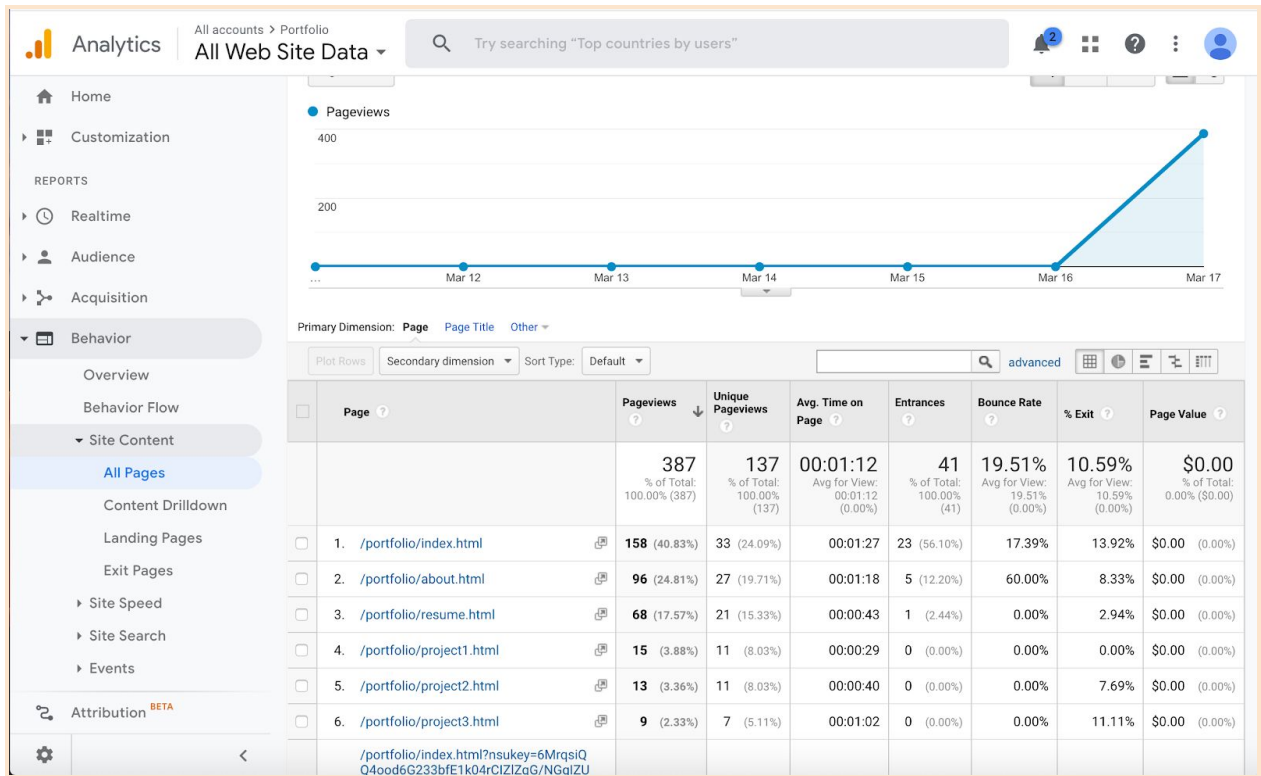 Analytics
All accounts > Portfolio
All Web Site Data
Try searching “Top countries by users”
2
Home
Customization
REPORTS
Realtime
Audience
Acquisition
Behavior
Overview
Behavior Flow
Site Content
All Pages
Content Drilldown
Landing Pages
Exit Pages
Site Speed
Site Search
Events
Attribution BETA
Pageviews
400
200
... Mar 12 Mar 13 Mar 14 Mar 15 Mar 16 Mar 17
Primary Dimension: Page Page Title Other
Plot Rows Secondary dimension Sort Type: Default advanced
Page ? Pageviews ? Unique Pageviews ? Avg. Time on Page ? Entrances ? Bounce Rate ? % Exit ? Page Value ?
387 137 00:01:12 41 19.51% 10.59% $0.00
% of Total: 100.00% (387) % of Total: 100.00% (137) Avg for View: 00:01:12 (0.00%) % of Total: 100.00% (41) Avg for View: 19.51% (0.00%) Avg for View: 10.59% (0.00%) % of Total: 0.00% ($0.00)
1. /portfolio/index.html 158 (40.83%) 33 (24.09%) 00:01:27 23 (56.10%) 17.39% 13.92% $0.00 (0.00%)
2. /portfolio/about.html 96 (24.81%) 27 (19.71%) 00:01:18 5 (12.20%) 60.00% 8.33% $0.00 (0.00%)
3. /portfolio/resume.html 68 (17.57%) 21 (15.33%) 00:00:43 1 (2.44%) 0.00% 2.94% $0.00 (0.00%)
4. /portfolio/project1.html 15 (3.88%) 11 (8.03%) 00:00:29 0 (0.00%) 0.00% 0.00% $0.00 (0.00%)
5. /portfolio/project2.html 13 (3.36%) 11 (8.03%) 00:00:40 0 (0.00%) 0.00% 7.69% $0.00 (0.00%)
6. /portfolio/project3.html 9 (2.33%) 7 (5.11%) 00:01:02 0 (0.00%) 0.00% 11.11% $0.00 (0.00%)
/portfolio/index.html?nsukey=6MrqsiQ